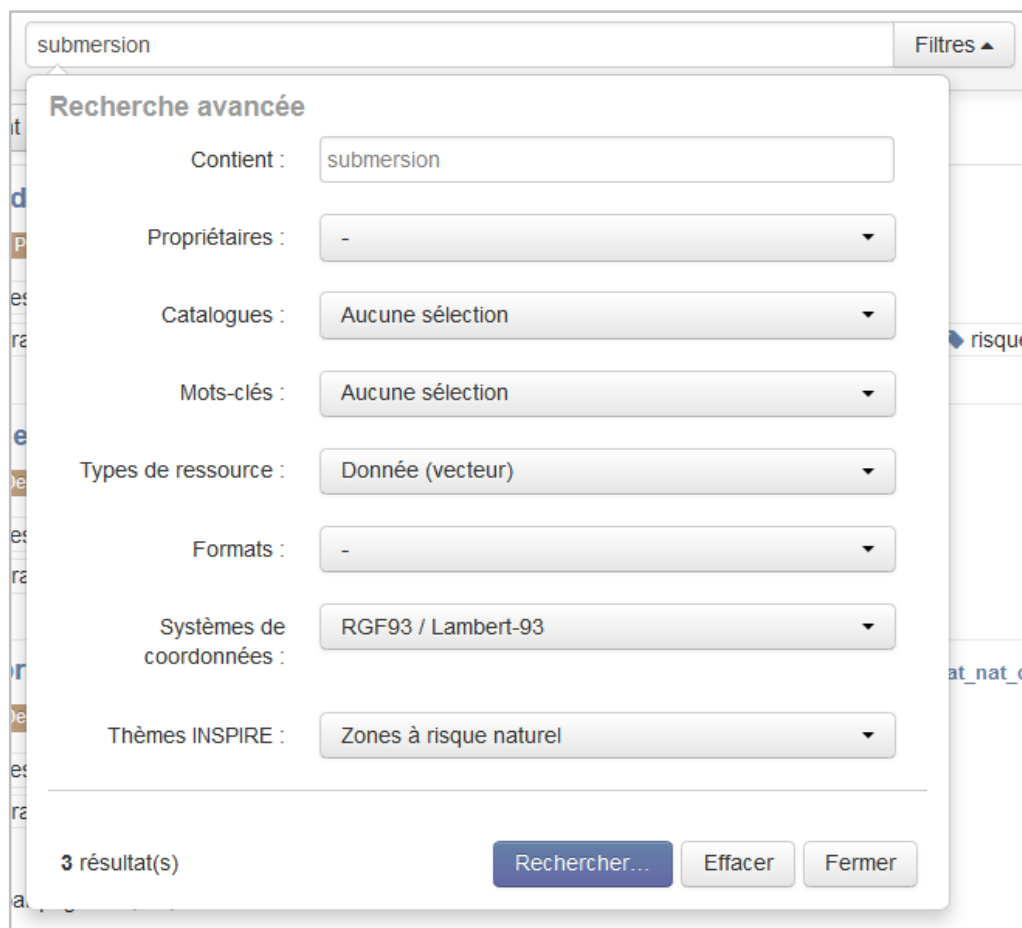 submersion
Filtres
Recherche avancée
Contient : submersion
Propriétaires : -
Catalogues : Aucune sélection
risque
Mots-clés : Aucune sélection
Types de ressource : Donnée (vecteur)
Formats : -
Systèmes de
coordonnées :
RGF93 / Lambert-93
at_nat_c
Thèmes INSPIRE : Zones à risque naturel
3 résultat(s)
Rechercher...
Effacer
Fermer